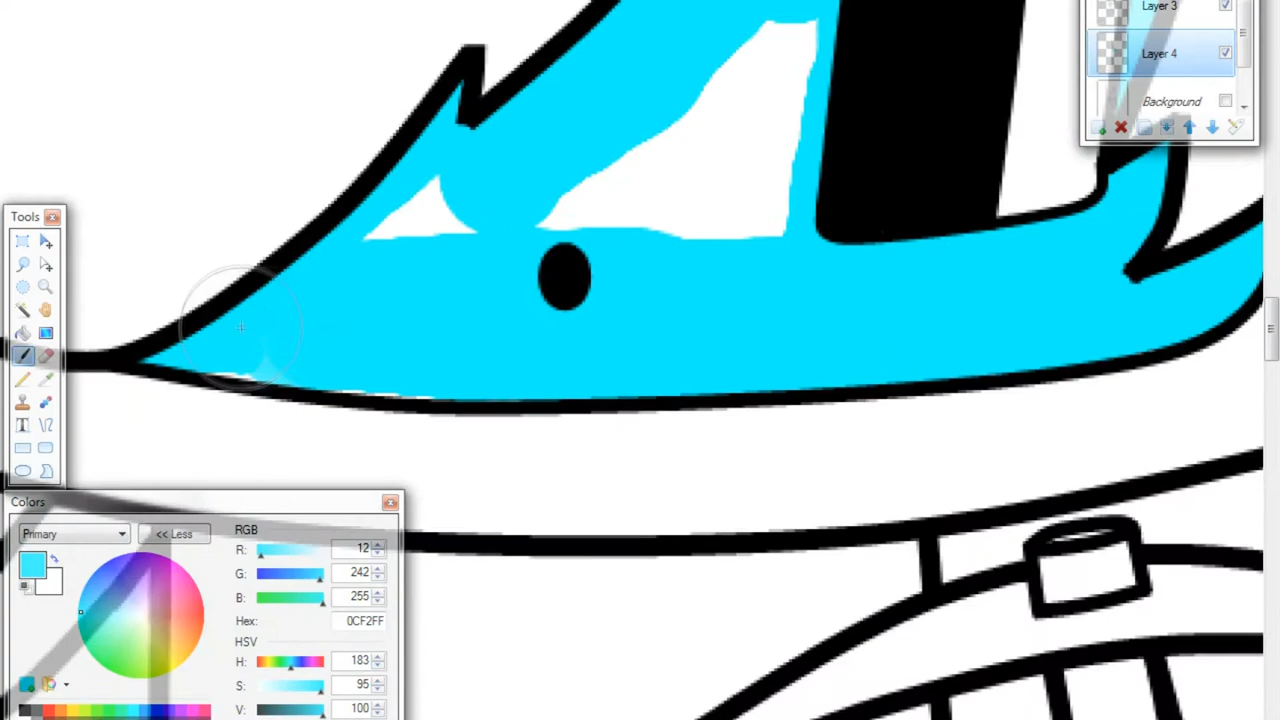 Layer 3
Layer 4
Background
Tools
Colors
Primary
<< Less
RGB
R: 12
G: 242
B: 255
Hex: 0CF2FF
HSV
H: 183
S: 95
V: 100